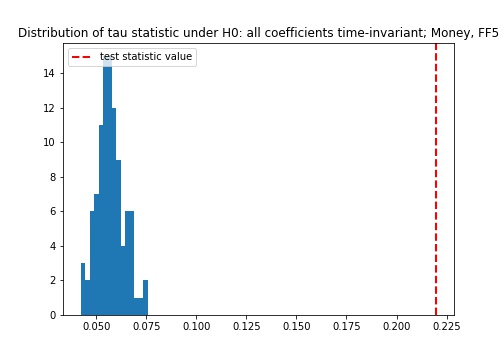 Distribution of tau statistic under H0: all coefficients time-invariant; Money, FF5
test statistic value
14
12
10
8
6
4
2
0
0.050 0.075 0.100 0.125 0.150 0.175 0.200 0.225